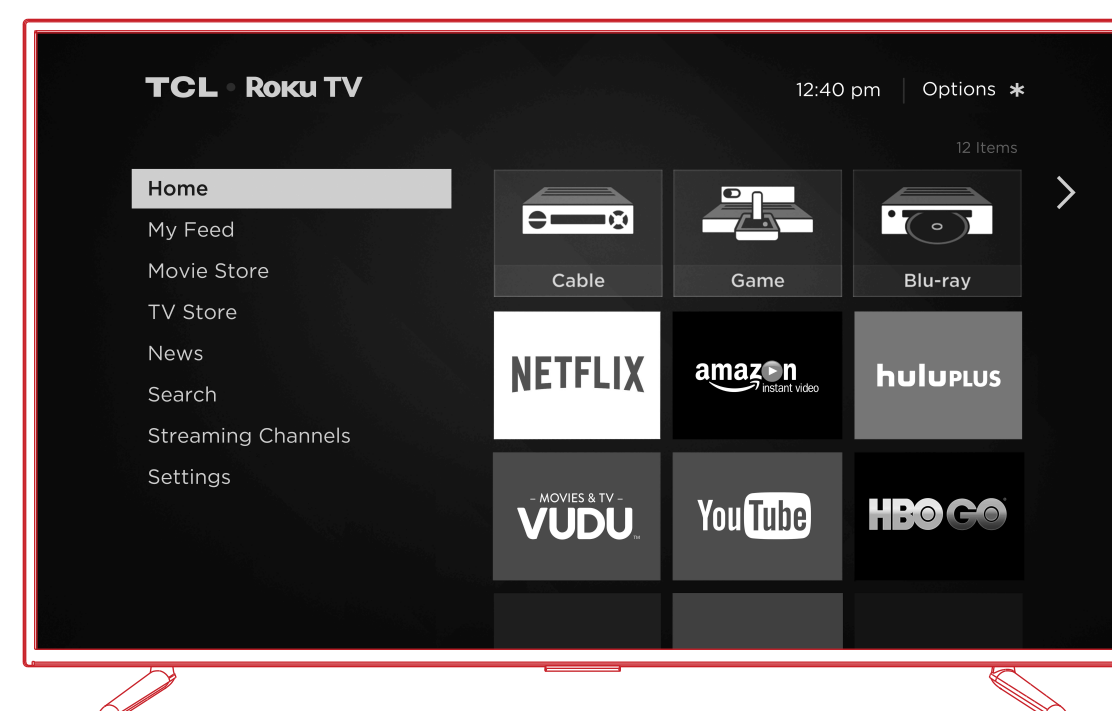 TCL • Roku TV
12:40 pm | Options *
12 Items
Home
My Feed
Movie Store
TV Store
News
Search
Streaming Channels
Settings
Cable
Game
Blu-ray
NETFLIX
amazon
instant video
huluPLUS
– MOVIES & TV –
VUDU™
YouTube
HBO GO